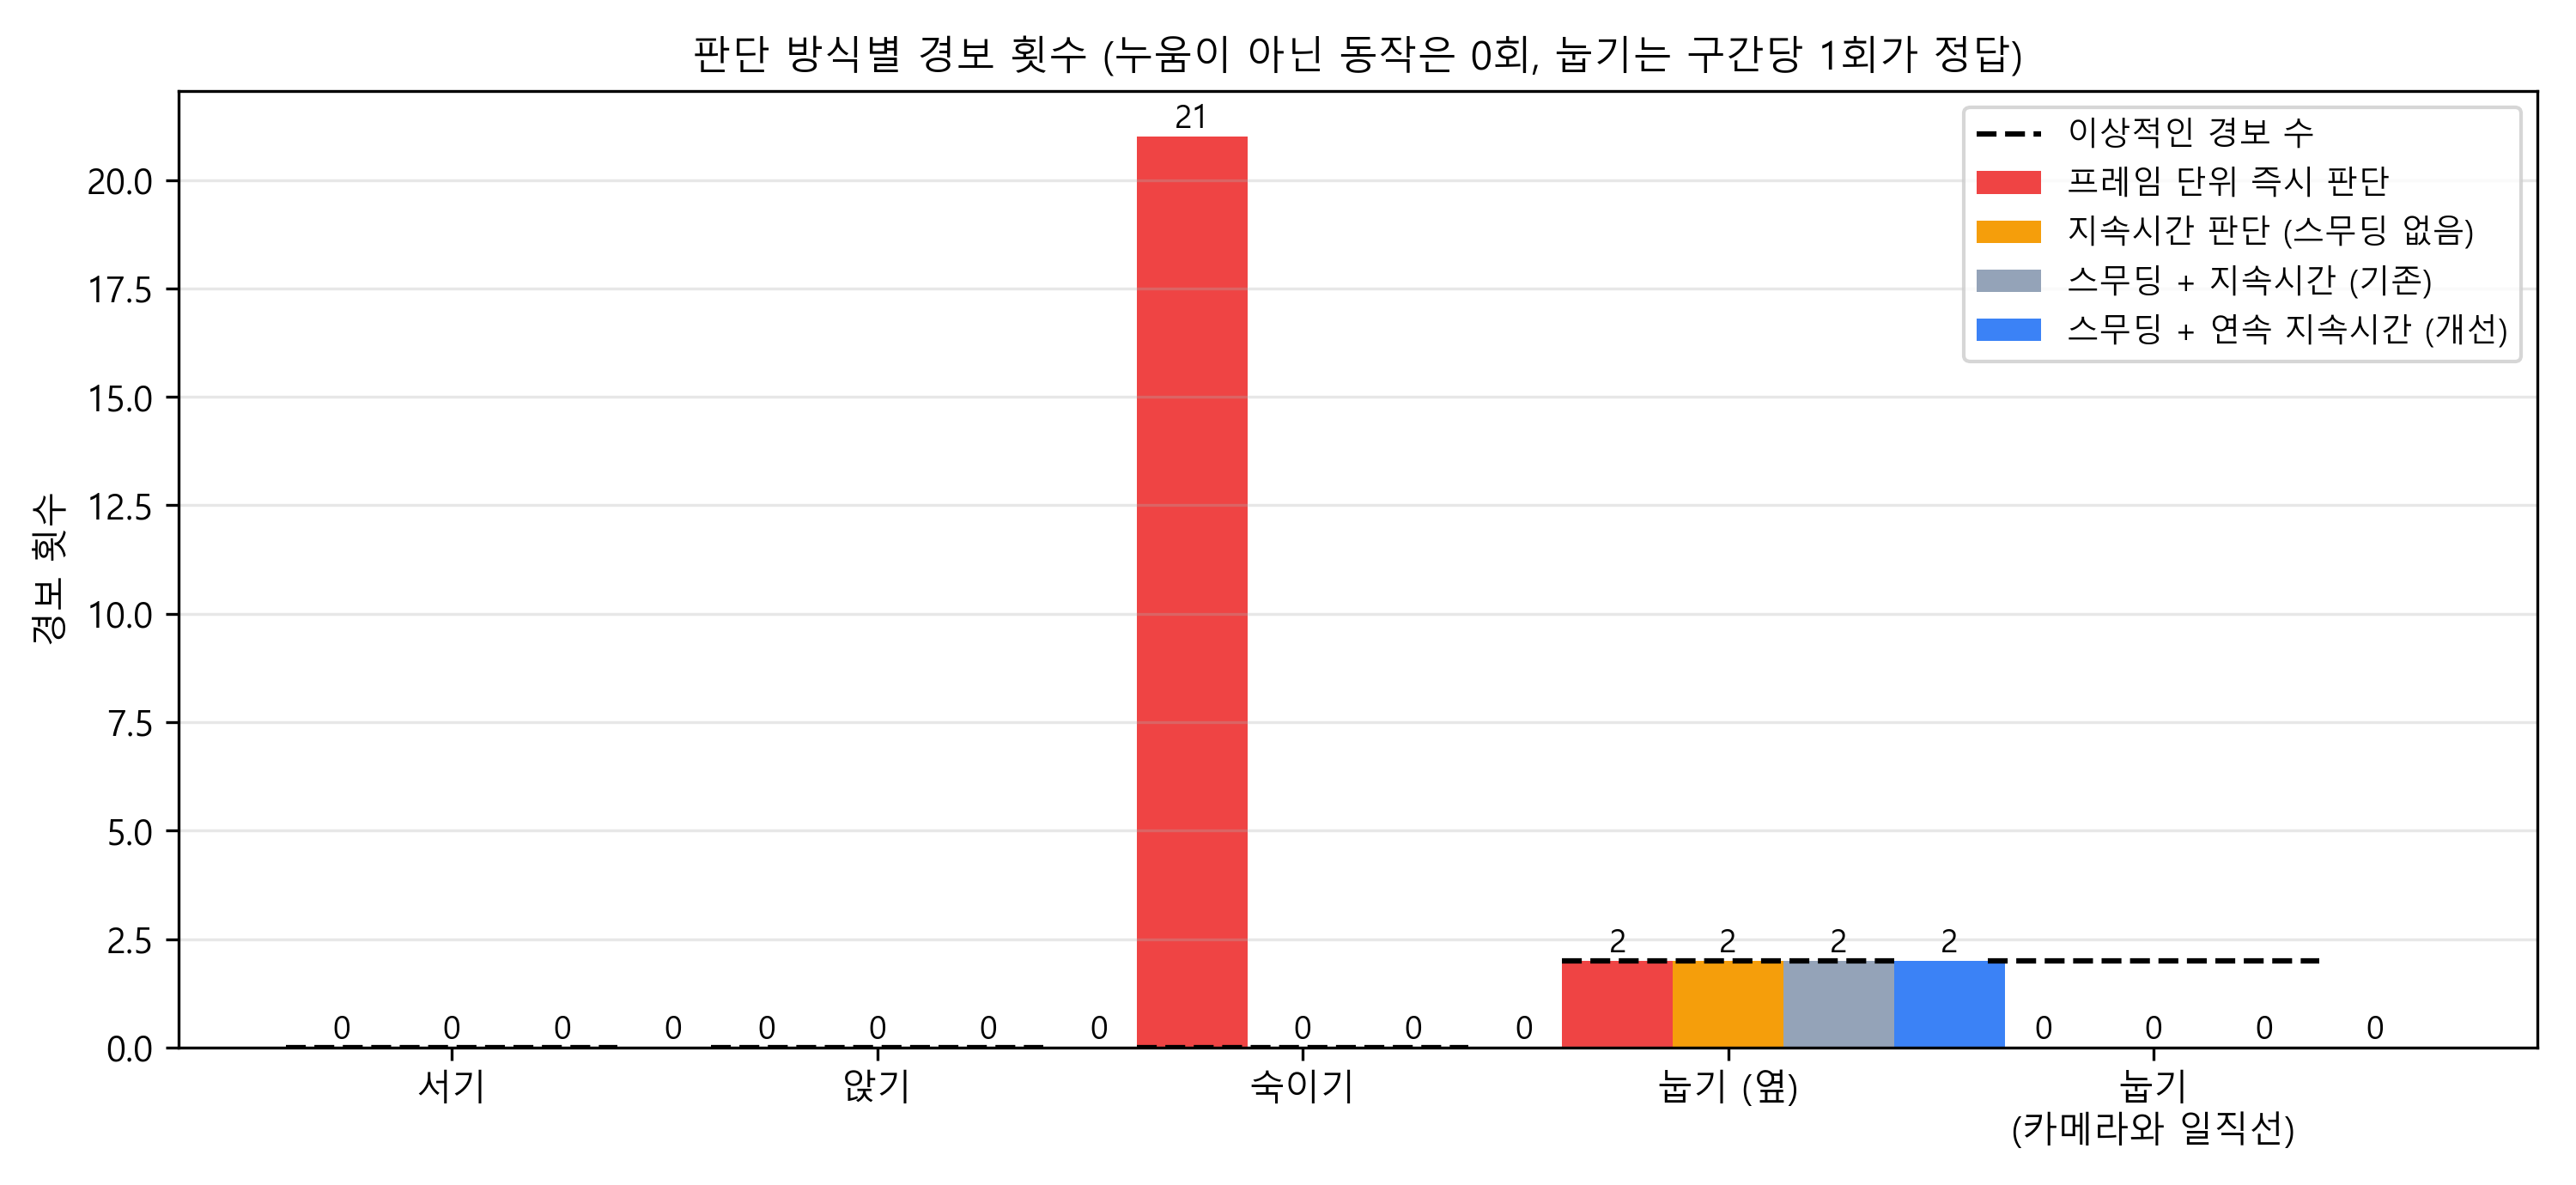 판단 방식별 경보 횟수 (누움이 아닌 동작은 0회, 눕기는 구간당 1회가 정답)
이상적인 경보 수
프레임 단위 즉시 판단
지속시간 판단 (스무딩 없음)
스무딩 + 지속시간 (기존)
스무딩 + 연속 지속시간 (개선)
경보 횟수
20.0
17.5
15.0
12.5
10.0
7.5
5.0
2.5
0.0
0 0 0 0 0 0 0 0 21 0 0 0 2 2 2 2 0 0 0 0
서기 앉기 숙이기 눕기 (옆) 눕기
(카메라와 일직선)